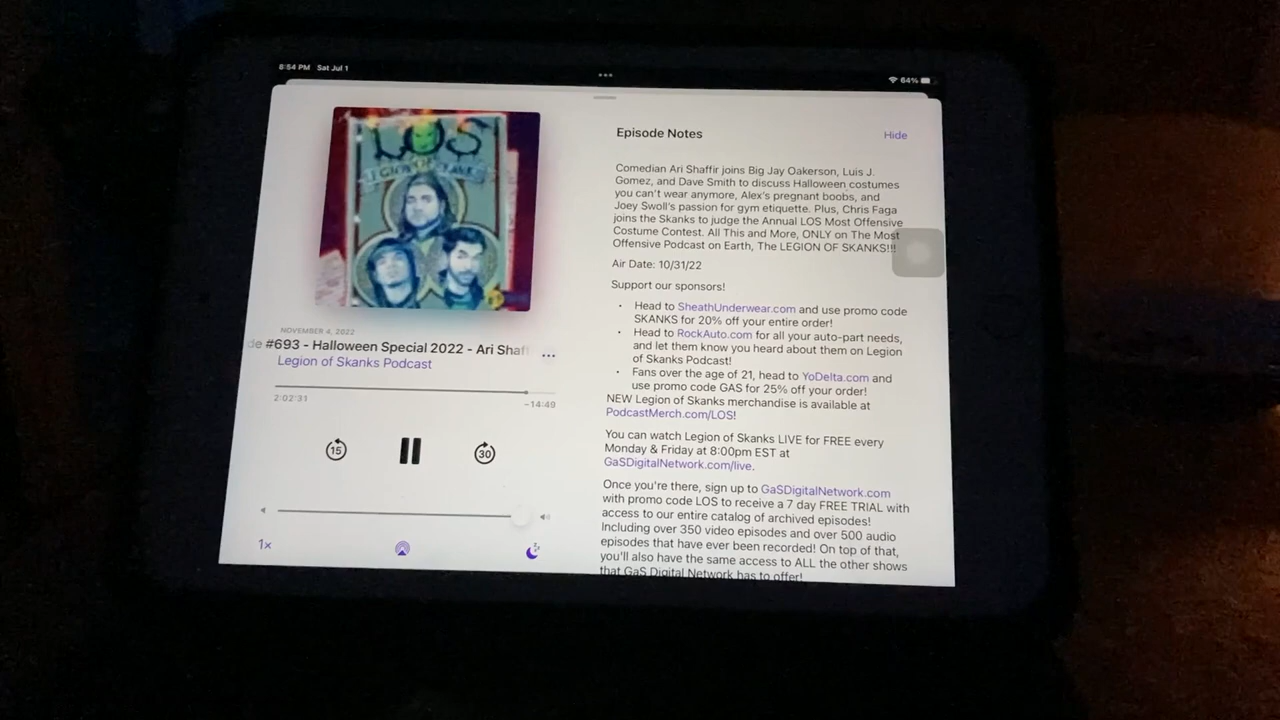 8:54 PM Sat Jul 1
64%
LOS
NOVEMBER 4, 2022
de #693 - Halloween Special 2022 - Ari Shaff
Legion of Skanks Podcast
2:02:31
-14:49
15
30
1x
Episode Notes
Hide
Comedian Ari Shaffir joins Big Jay Oakerson, Luis J.
Gomez, and Dave Smith to discuss Halloween costumes
you can't wear anymore, Alex's pregnant boobs, and
Joey Swoll's passion for gym etiquette. Plus, Chris Faga
joins the Skanks to judge the Annual LOS Most Offensive
Costume Contest. All This and More, ONLY on The Most
Offensive Podcast on Earth, The LEGION OF SKANKS!!!
Air Date: 10/31/22
Support our sponsors!
• Head to SheathUnderwear.com and use promo code
SKANKS for 20% off your entire order!
• Head to RockAuto.com for all your auto-part needs,
and let them know you heard about them on Legion
of Skanks Podcast!
• Fans over the age of 21, head to YoDelta.com and
use promo code GAS for 25% off your order!
NEW Legion of Skanks merchandise is available at
PodcastMerch.com/LOS!
You can watch Legion of Skanks LIVE for FREE every
Monday & Friday at 8:00pm EST at
GaSDigitalNetwork.com/live.
Once you're there, sign up to GaSDigitalNetwork.com
with promo code LOS to receive a 7 day FREE TRIAL with
access to our entire catalog of archived episodes!
Including over 350 video episodes and over 500 audio
episodes that have ever been recorded! On top of that,
you'll also have the same access to ALL the other shows
that GaS Digital Network has to offer!